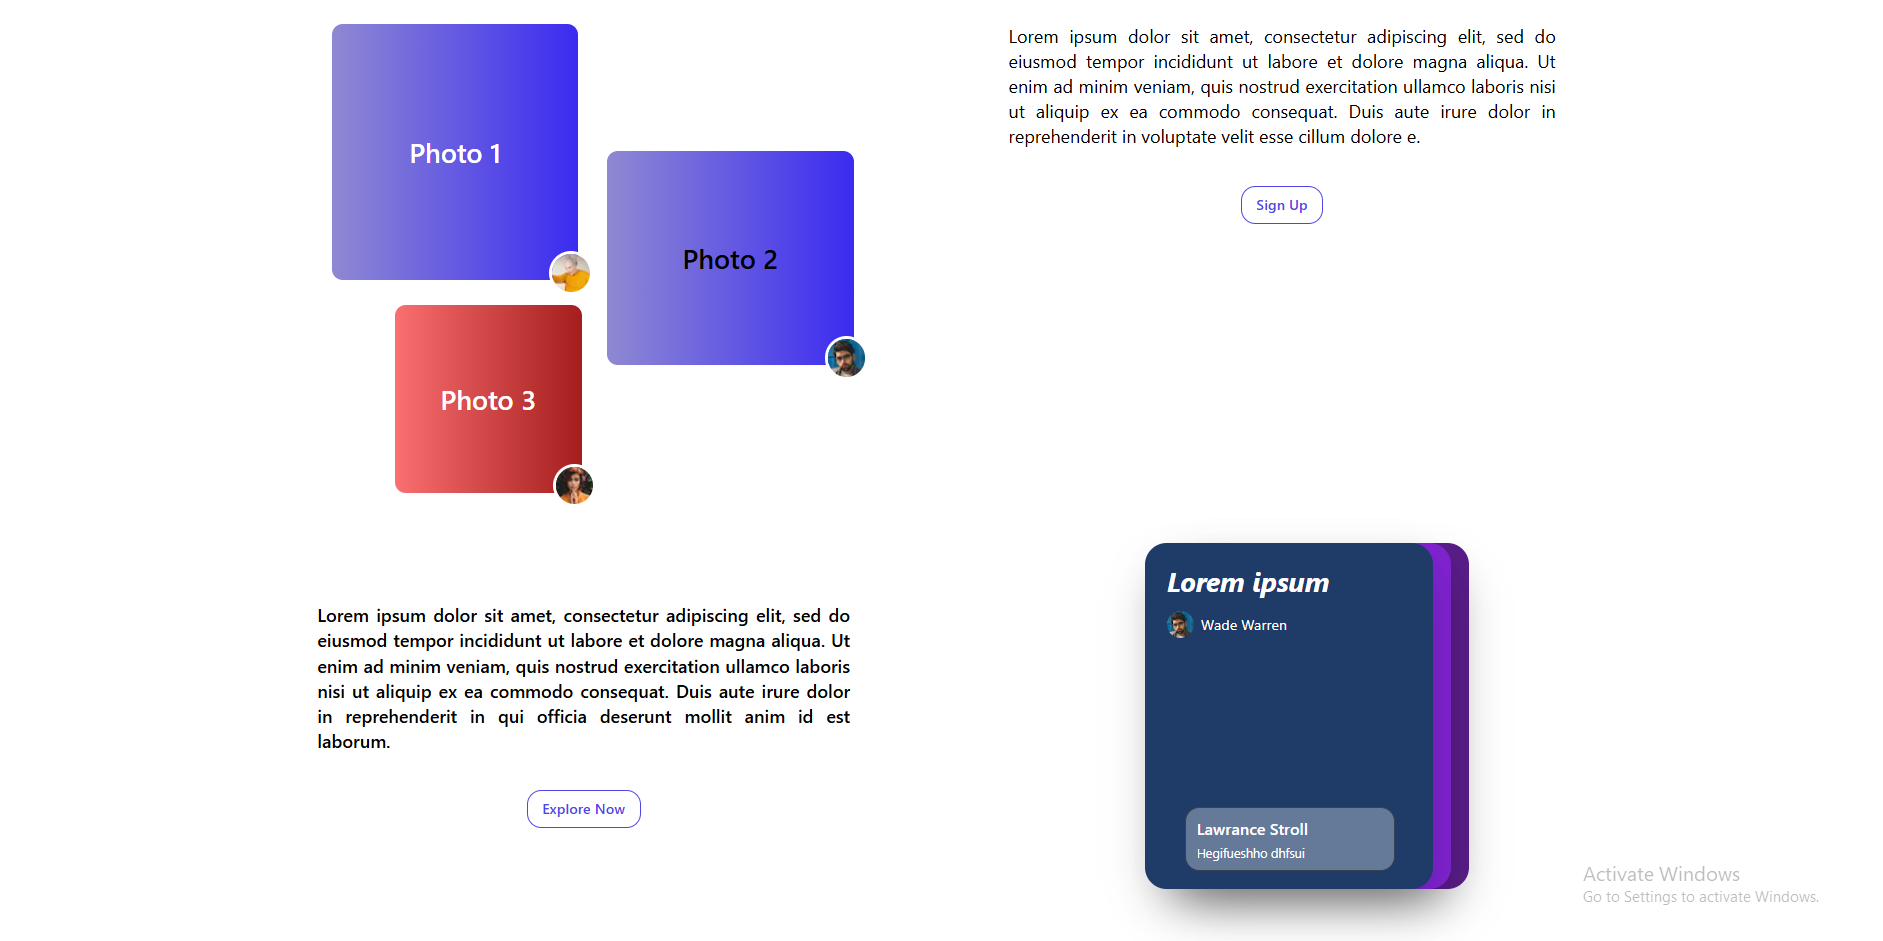 Photo 1
Photo 2
Photo 3
Lorem ipsum dolor sit amet, consectetur adipiscing elit, sed do
eiusmod tempor incididunt ut labore et dolore magna aliqua. Ut
enim ad minim veniam, quis nostrud exercitation ullamco laboris nisi
ut aliquip ex ea commodo consequat. Duis aute irure dolor in
reprehenderit in voluptate velit esse cillum dolore e.
Sign Up
Lorem ipsum dolor sit amet, consectetur adipiscing elit, sed do
eiusmod tempor incididunt ut labore et dolore magna aliqua. Ut
enim ad minim veniam, quis nostrud exercitation ullamco laboris
nisi ut aliquip ex ea commodo consequat. Duis aute irure dolor
in reprehenderit in qui officia deserunt mollit anim id est
laborum.
Explore Now
Lorem ipsum
Wade Warren
Lawrance Stroll
Hegifueshho dhfsui
Activate Windows
Go to Settings to activate Windows.